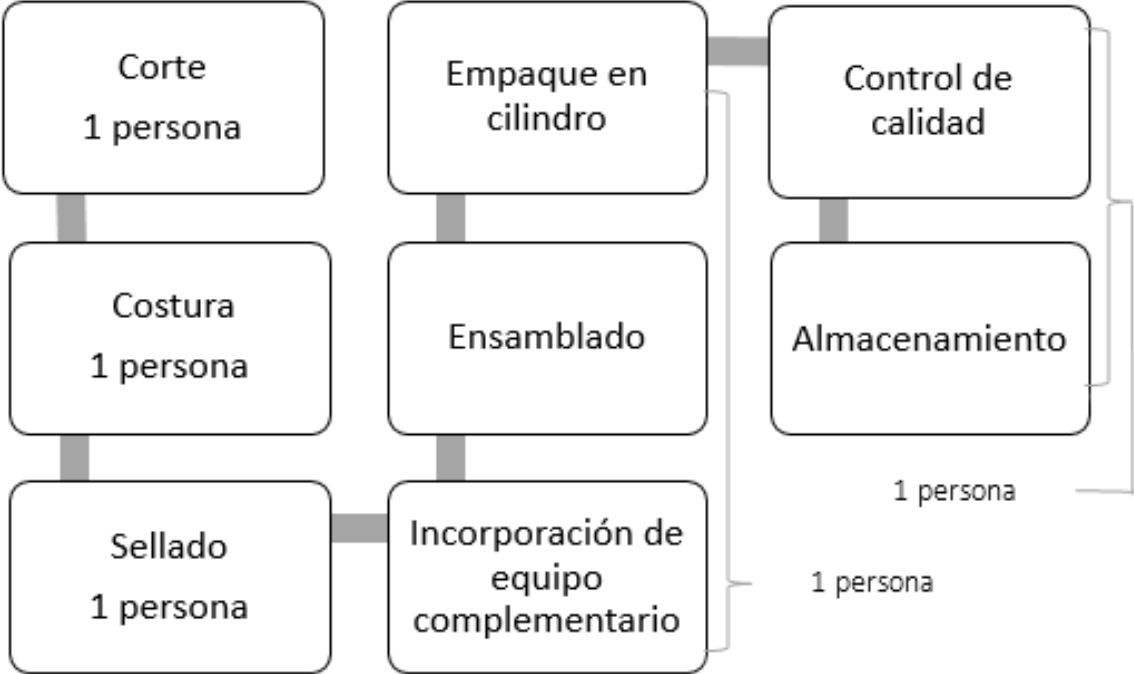 Corte
1 persona
Costura
1 persona
Sellado
1 persona
Incorporación de
equipo
complementario
Ensamblado
Empaque en
cilindro
Control de
calidad
Almacenamiento
1 persona
1 persona